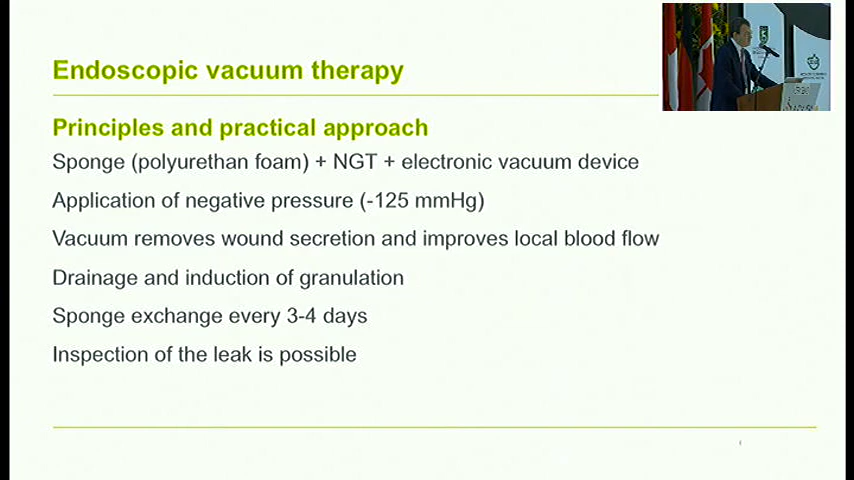 Endoscopic vacuum therapy
Principles and practical approach
Sponge (polyurethan foam) + NGT + electronic vacuum device
Application of negative pressure (-125 mmHg)
Vacuum removes wound secretion and improves local blood flow
Drainage and induction of granulation
Sponge exchange every 3-4 days
Inspection of the leak is possible